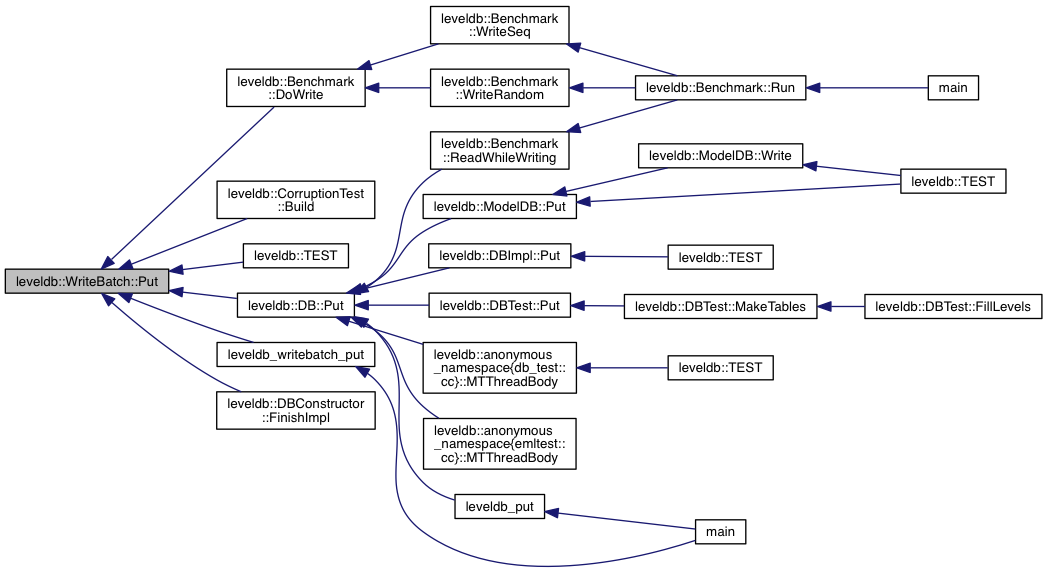 leveldb::Benchmark
::WriteSeq
leveldb::Benchmark
::DoWrite
leveldb::Benchmark
::WriteRandom
leveldb::Benchmark::Run
main
leveldb::Benchmark
::ReadWhileWriting
leveldb::ModelDB::Write
leveldb::TEST
leveldb::CorruptionTest
::Build
leveldb::ModelDB::Put
leveldb::TEST
leveldb::DBImpl::Put
leveldb::TEST
leveldb::WriteBatch::Put
leveldb::DB::Put
leveldb::DBTest::Put
leveldb::DBTest::MakeTables
leveldb::DBTest::FillLevels
leveldb_writebatch_put
leveldb::anonymous
_namespace{db_test::
cc}::MTThreadBody
leveldb::TEST
leveldb::DBConstructor
::FinishImpl
leveldb::anonymous
_namespace{emltest::
cc}::MTThreadBody
leveldb_put
main